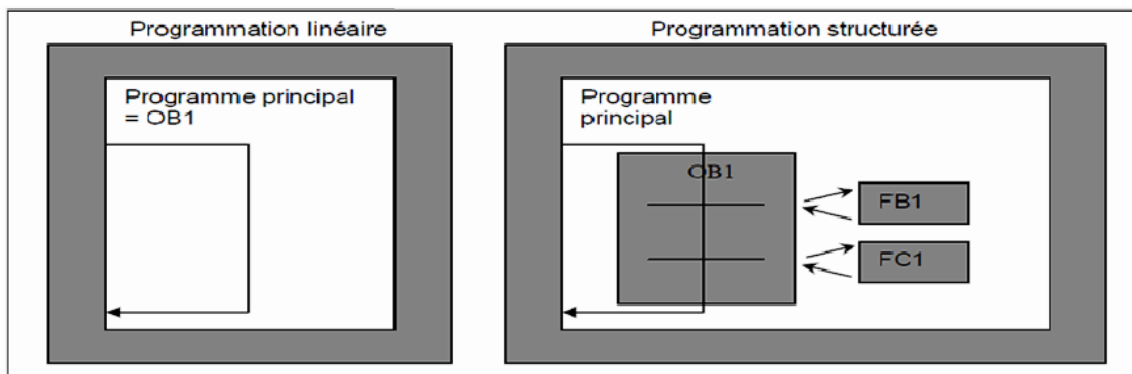 Programmation linéaire
Programme principal
= OB1
Programmation structurée
Programme
principal
OB1
FB1
FC1